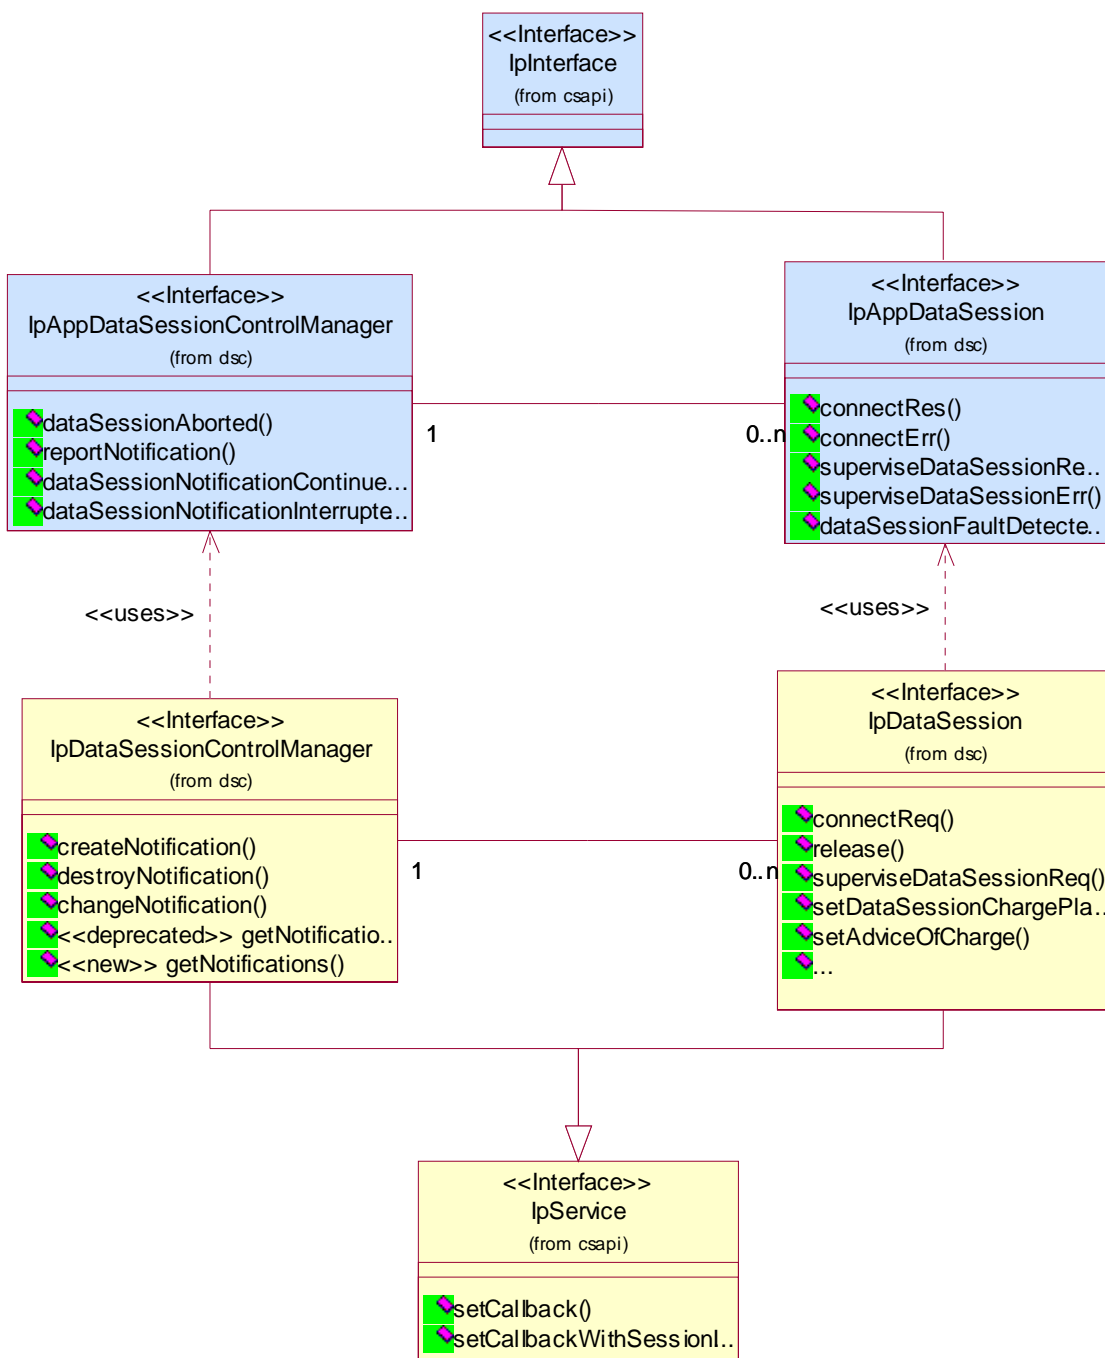 <<Interface>>
IpInterface
(from csapi)
<<Interface>>
IpAppDataSessionControlManager
(from dsc)
dataSessionAborted()
reportNotification()
dataSessionNotificationContinue...
dataSessionNotificationInterrupte..
<<Interface>>
IpAppDataSession
(from dsc)
connectRes()
connectErr()
superviseDataSessionRe...
superviseDataSessionErr()
dataSessionFaultDetecte...
1
0..n
<<uses>>
<<uses>>
<<Interface>>
IpDataSessionControlManager
(from dsc)
createNotification()
destroyNotification()
changeNotification()
<<deprecated>> getNotificatio..
<<new>> getNotifications()
<<Interface>>
IpDataSession
(from dsc)
connectReq()
release()
superviseDataSessionReq()
setDataSessionChargePla...
setAdviceOfCharge()
...
1
0..n
<<Interface>>
IpService
(from csapi)
setCallback()
setCallbackWithSessionI...